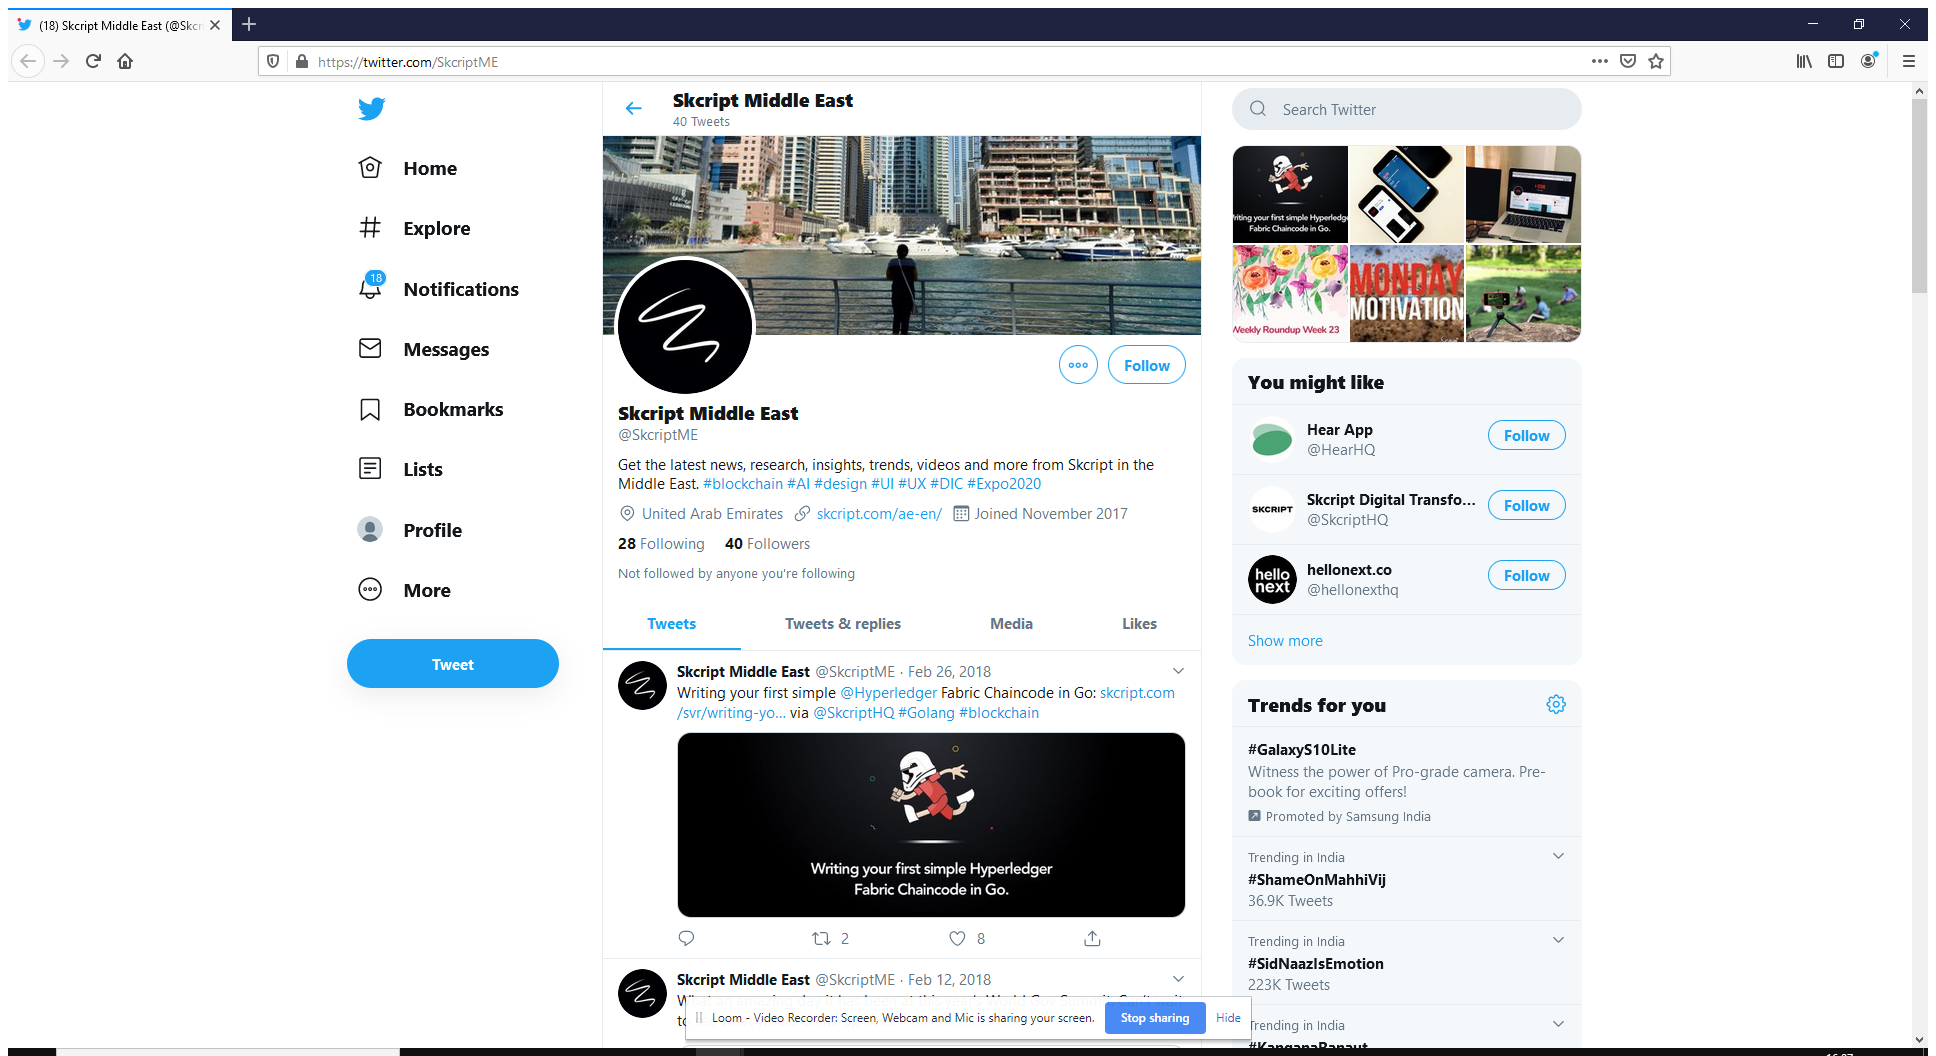 (18) Skcript Middle East (@Skcri
https://twitter.com/SkcriptME
Home
Explore
18
Notifications
Messages
Bookmarks
Lists
Profile
More
Tweet
Skcript Middle East
40 Tweets
Follow
Skcript Middle East
@SkcriptME
Get the latest news, research, insights, trends, videos and more from Skcript in the
Middle East. #blockchain #AI #design #UI #UX #DIC #Expo2020
United Arab Emirates skcript.com/ae-en/ Joined November 2017
28 Following 40 Followers
Not followed by anyone you're following
Tweets Tweets & replies Media Likes
Skcript Middle East @SkcriptME · Feb 26, 2018
Writing your first simple @Hyperledger Fabric Chaincode in Go: skcript.com
/svr/writing-yo... via @SkcriptHQ #Golang #blockchain
Writing your first simple Hyperledger
Fabric Chaincode in Go.
2 8
Skcript Middle East @SkcriptME · Feb 12, 2018
Loom - Video Recorder: Screen, Webcam and Mic is sharing your screen. Stop sharing Hide
Search Twitter
Writing your first simple Hyperledge
Fabric Chaincode in Go.
Weekly Roundup Week 23
MONDAY
MOTIVATION
You might like
Hear App
@HearHQ
Follow
SKCRIPT
Skcript Digital Transfo...
@SkcriptHQ
Follow
hello
next
hellonext.co
@hellonexthq
Follow
Show more
Trends for you
#GalaxyS10Lite
Witness the power of Pro-grade camera. Pre-
book for exciting offers!
Promoted by Samsung India
Trending in India
#ShameOnMahhiVij
36.9K Tweets
Trending in India
#SidNaazIsEmotion
223K Tweets
Trending in India
#KanganaRanaut